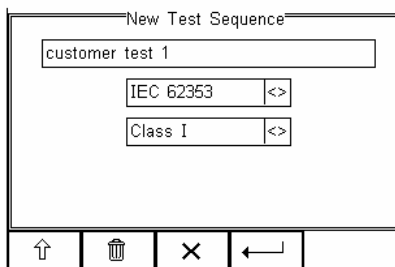 New Test Sequence
customer test 1
IEC 62353 <>
Class I <>